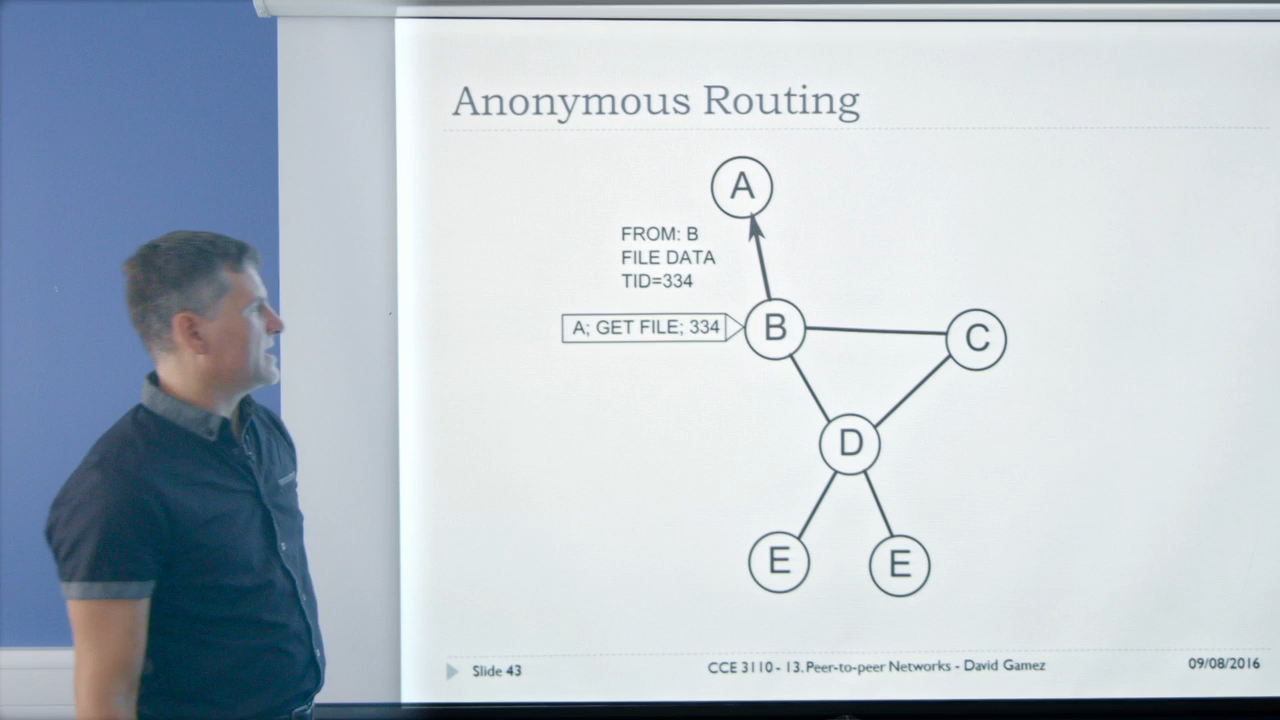 Anonymous Routing
A
FROM: B
FILE DATA
TID=334
A; GET FILE; 334
B
C
D
E
E
Slide 43
CCE 3110 - 13. Peer-to-peer Networks - David Gamez
09/08/2016